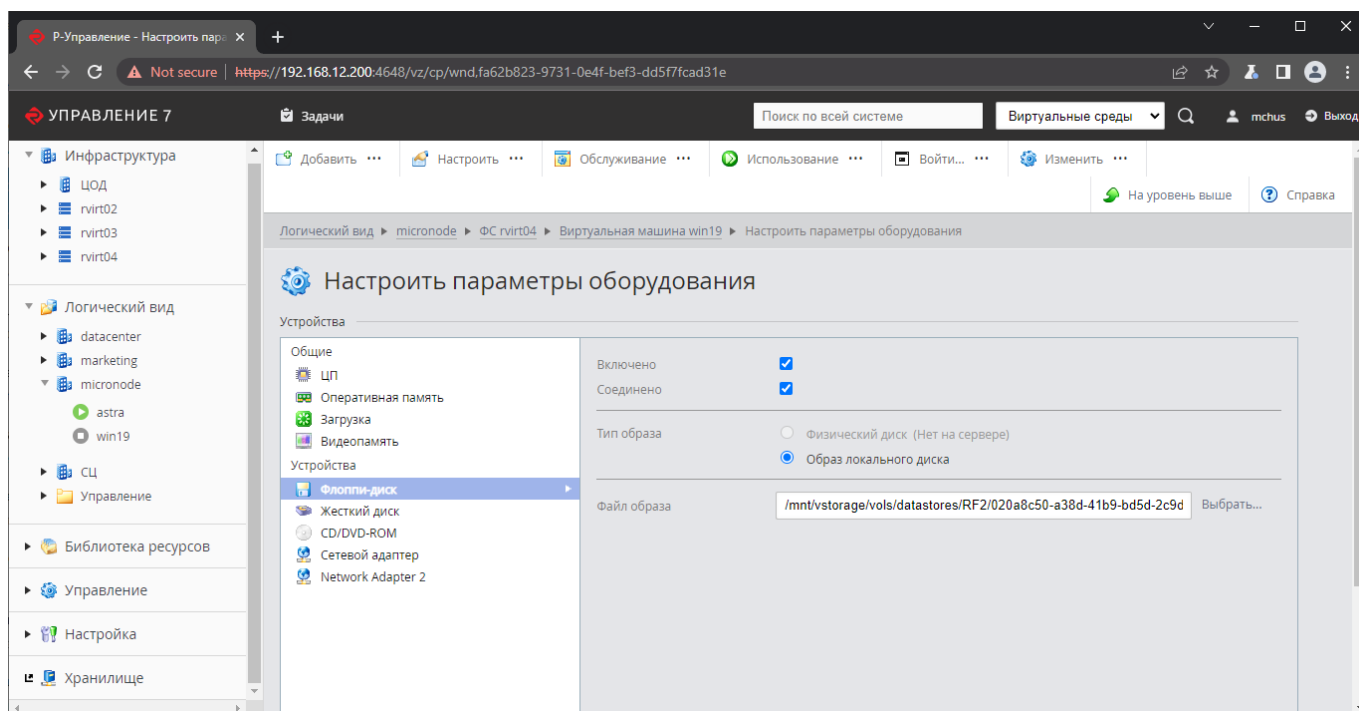 Р-Управление - Настроить пара
Not secure | https://192.168.12.200:4648/vz/cp/wnd,fa62b823-9731-0e4f-bef3-dd5f7fcad31e
УПРАВЛЕНИЕ 7
Задачи
Поиск по всей системе
Виртуальные среды
mchus
Выход
Инфраструктура
ЦОД
rvirt02
rvirt03
rvirt04
Логический вид
datacenter
marketing
micronode
astra
win19
СЦ
Управление
Библиотека ресурсов
Управление
Настройка
Хранилище
Добавить ••• Настроить ••• Обслуживание ••• Использование ••• Войти... ••• Изменить •••
На уровень выше Справка
Логический вид ▶ micronode ▶ ФС rvirt04 ▶ Виртуальная машина win19 ▶ Настроить параметры оборудования
Настроить параметры оборудования
Устройства
Общие
ЦП
Оперативная память
Загрузка
Видеопамять
Устройства
Флоппи-диск
Жесткий диск
CD/DVD-ROM
Сетевой адаптер
Network Adapter 2
Включено
Соединено
Тип образа
Физический диск (Нет на сервере)
Образ локального диска
Файл образа
/mnt/vstorage/vols/datastores/RF2/020a8c50-a38d-41b9-bd5d-2c9d
Выбрать...